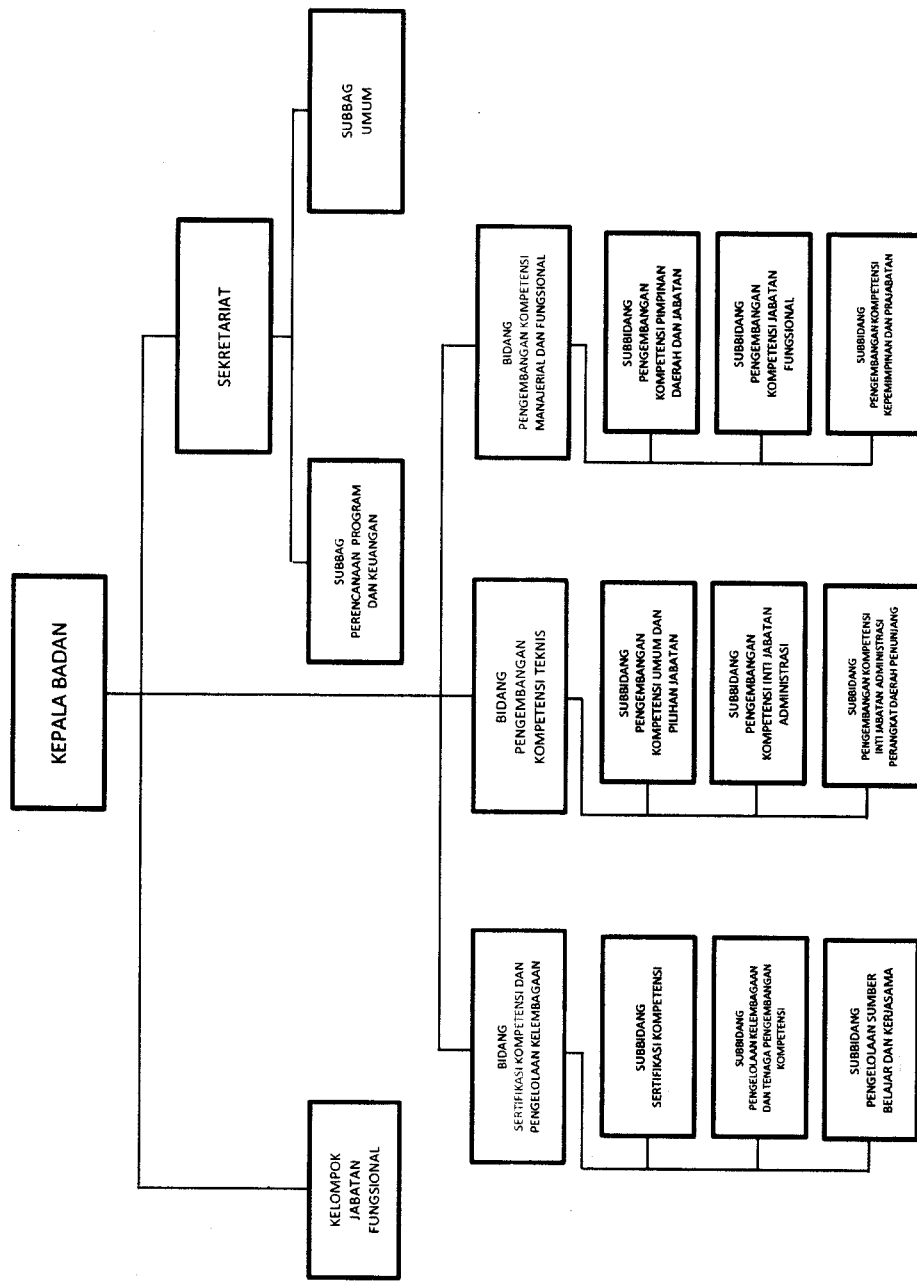 KEPALA BADAN
SEKRETARIAT
KELOMPOK
JABATAN
FUNGSIONAL
SUBBAG
PERENCANAAN PROGRAM
DAN KEUANGAN
SUBBAG
UMUM
BIDANG
SERTIFIKASI KOMPETENSI DAN
PENGELOLAAN KELEMBAGAAN
BIDANG
PENGEMBANGAN
KOMPETENSI TEKNIS
BIDANG
PENGEMBANGAN KOMPETENSI
MANAJERIAL DAN FUNGSIONAL
SUBBIDANG
SERTIFIKASI KOMPETENSI
SUBBIDANG
PENGELOLAAN KELEMBAGAAN
DAN TENAGA PENGEMBANGAN
KOMPETENSI
SUBBIDANG
PENGELOLAAN SUMBER
BELAJAR DAN KERJASAMA
SUBBIDANG
PENGEMBANGAN
KOMPETENSI UMUM DAN
PILIHAN JABATAN
SUBBIDANG
PENGEMBANGAN
KOMPETENSI INTI JABATAN
ADMINISTRASI
SUBBIDANG
PENGEMBANGAN KOMPETENSI
INTI JABATAN ADMINISTRASI
PERANGKAT DAERAH PENUNJANG
SUBBIDANG
PENGEMBANGAN
KOMPETENSI PIMPINAN
DAERAH DAN JABATAN
SUBBIDANG
PENGEMBANGAN
KOMPETENSI JABATAN
FUNGSIONAL
SUBBIDANG
PENGEMBANGAN KOMPETENSI
KEPEMIMPINAN DAN PRAJABATAN